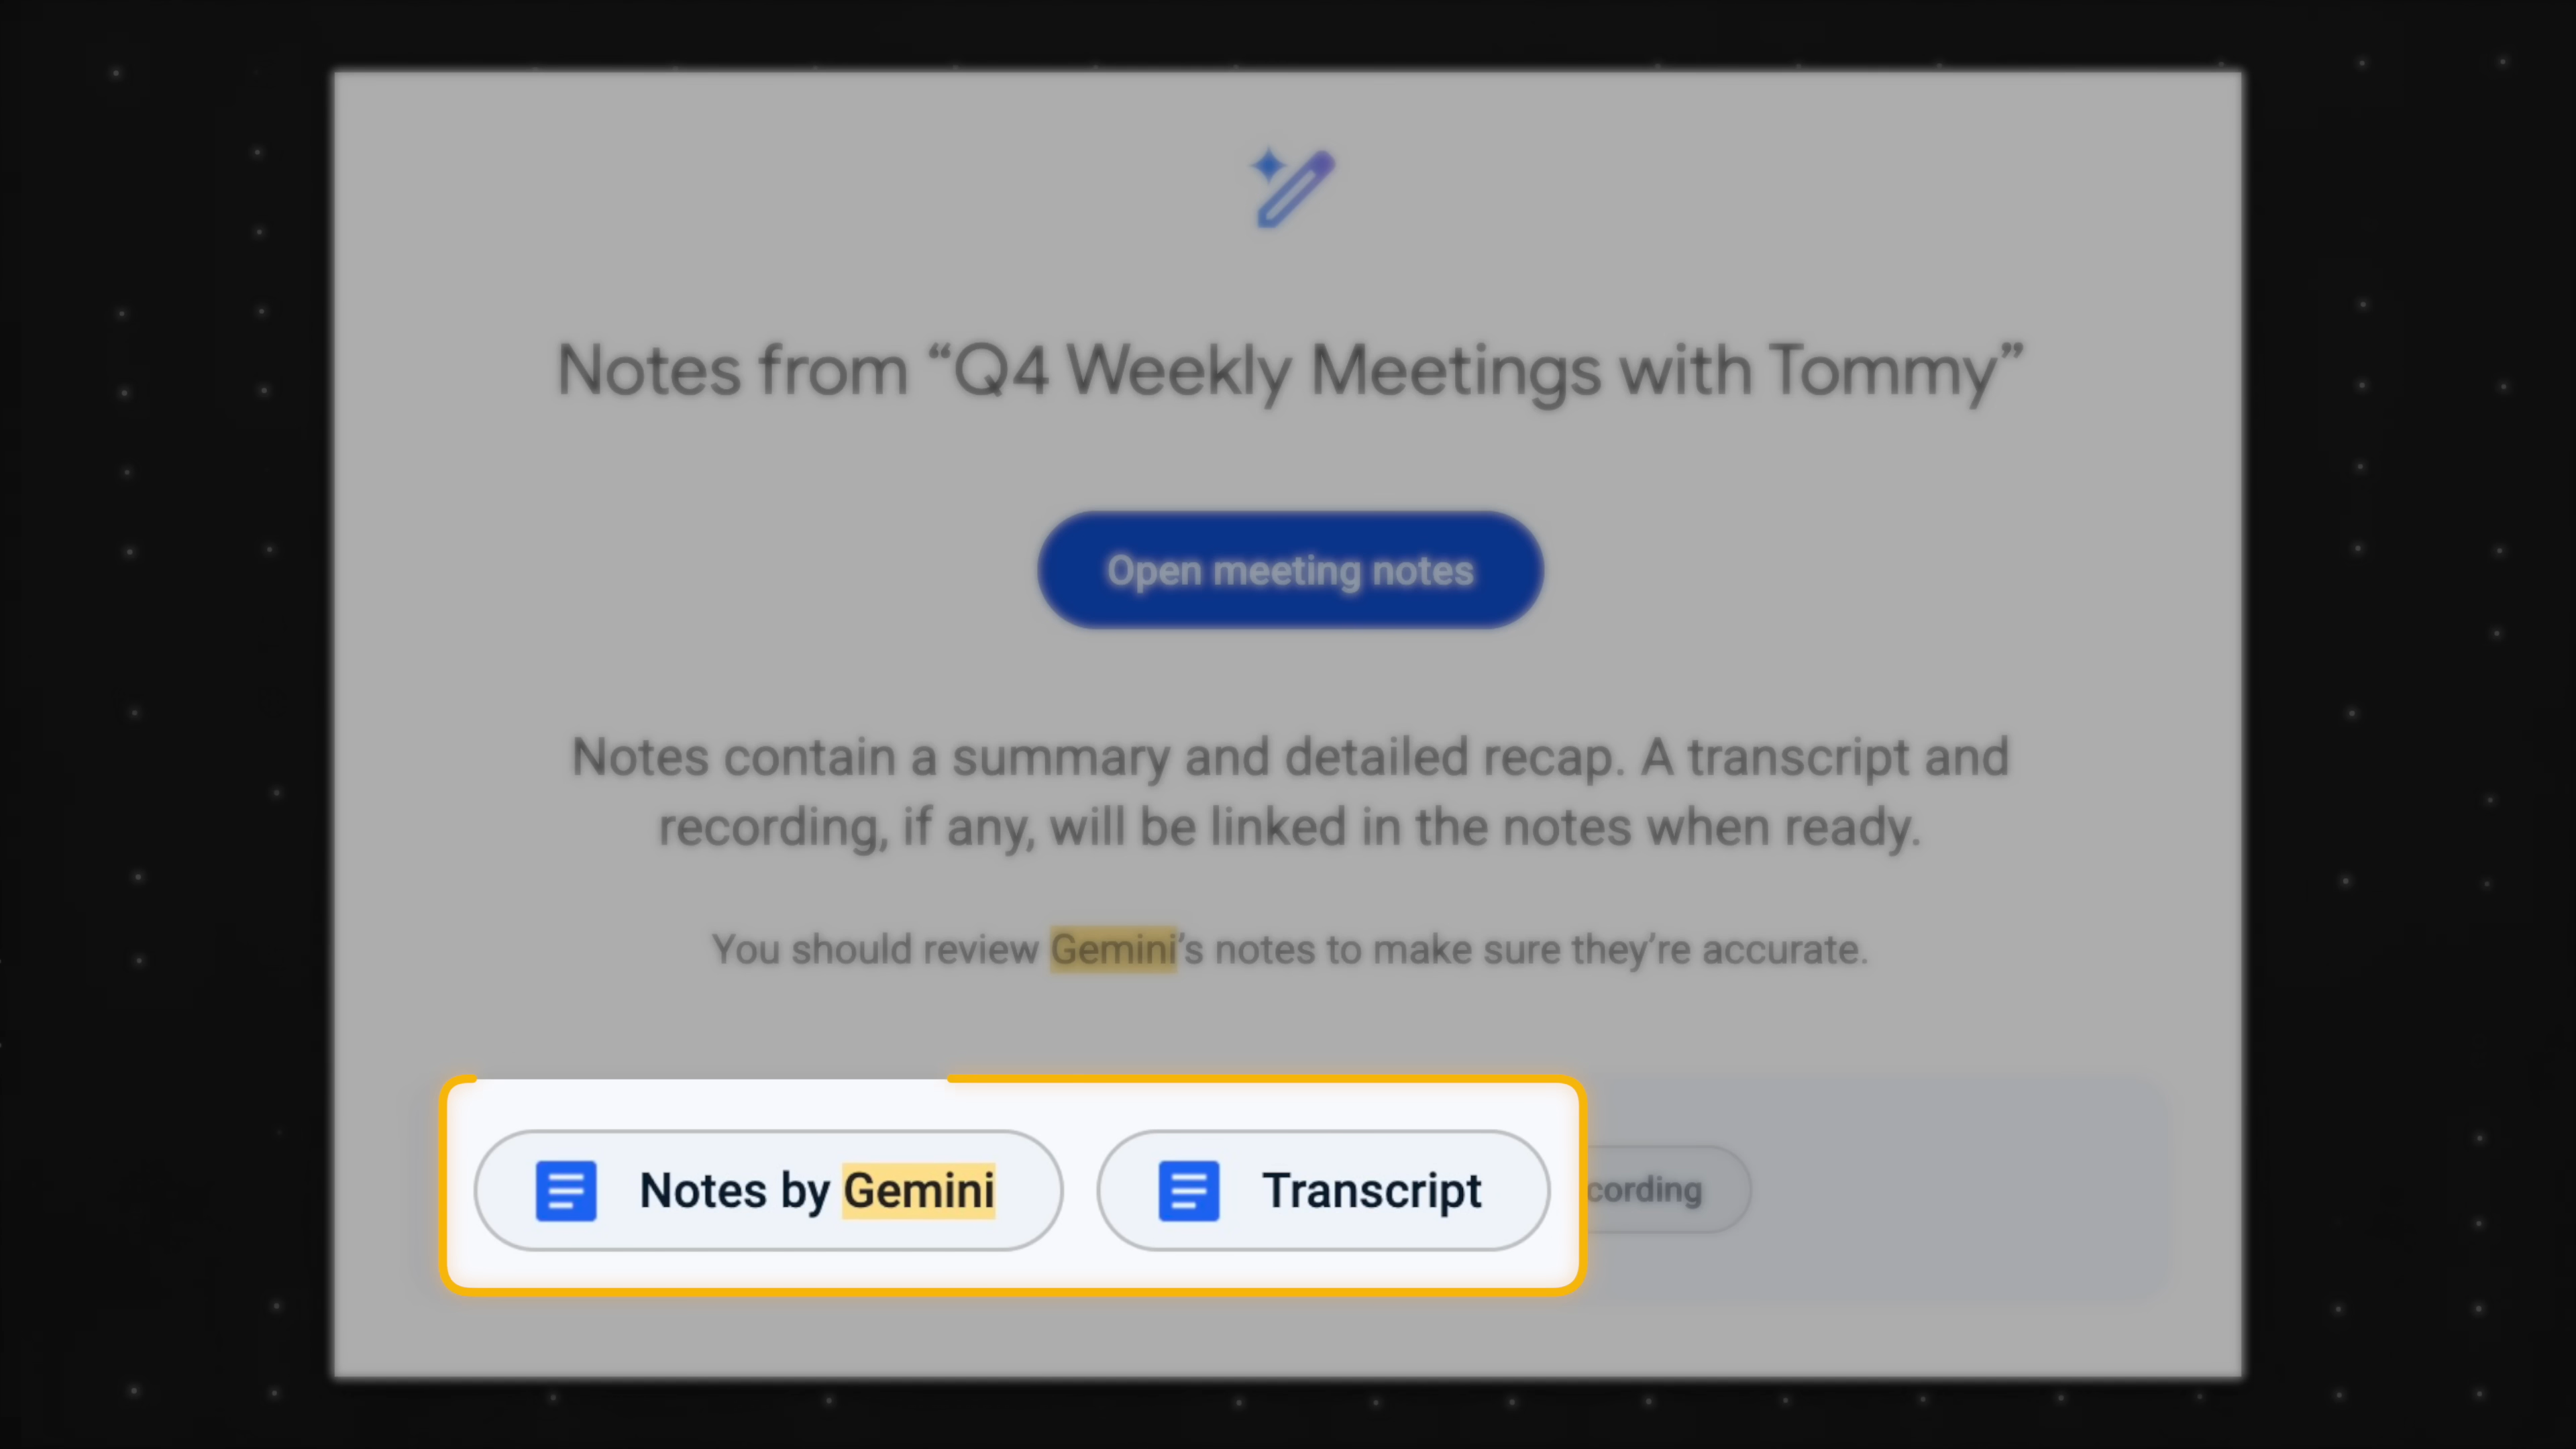 Notes from “Q4 Weekly Meetings with Tommy”
Open meeting notes
Notes contain a summary and detailed recap. A transcript and
recording, if any, will be linked in the notes when ready.
You should review Gemini’s notes to make sure they’re accurate.
Notes by Gemini Transcript cording